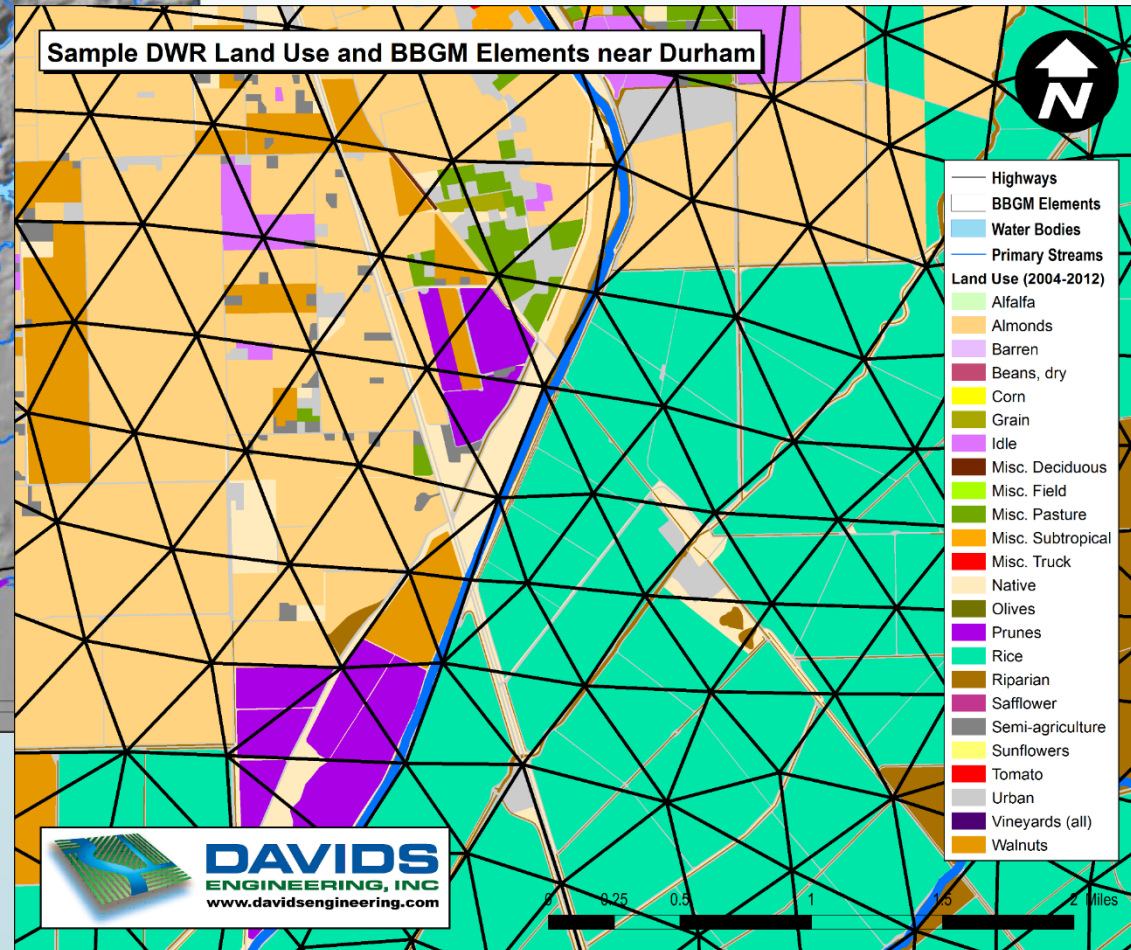 Sample DWR Land Use and BBGM Elements near Durham
N
Highways
BBGM Elements
Water Bodies
Primary Streams
Land Use (2004-2012)
Alfalfa
Almonds
Barren
Beans, dry
Corn
Grain
Idle
Misc. Deciduous
Misc. Field
Misc. Pasture
Misc. Subtropical
Misc. Truck
Native
Olives
Prunes
Rice
Riparian
Safflower
Semi-agriculture
Sunflowers
Tomato
Urban
Vineyards (all)
Walnuts
DAVIDS
ENGINEERING, INC
www.davidsengineering.com
0 0.25 0.5 1 1.5 2 Miles